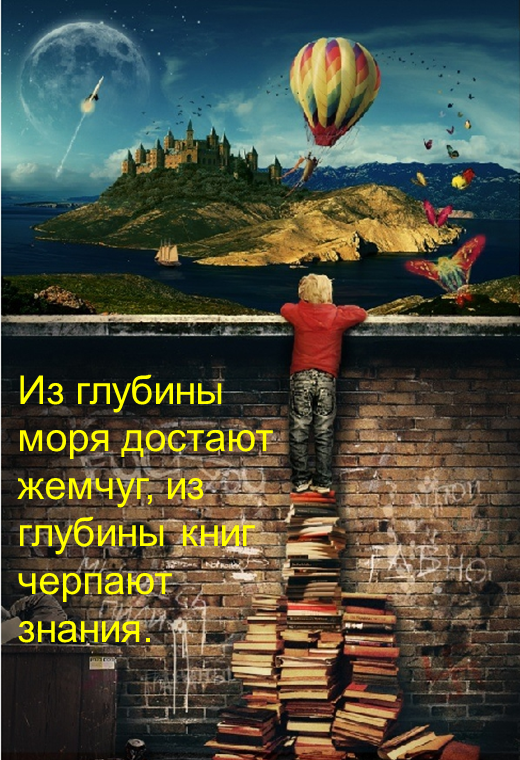 Из глубины
моря достают
жемчуг, из
глубины книг
черпают
знания.